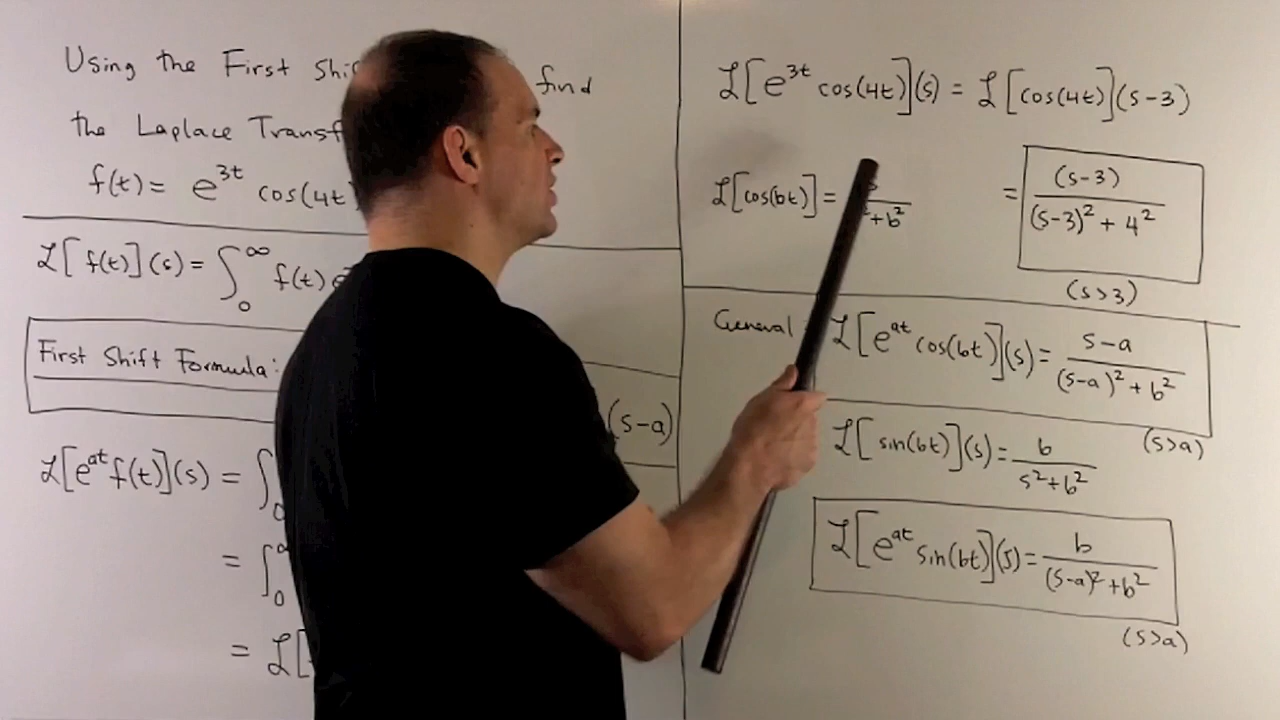 Using the First Shi find
the Laplace Transf
f(t) = e^{3t} cos(4t
ℒ[f(t)](s) = ∫_0^∞ f(t) e
First Shift Formula:
(s-a)
ℒ[e^{at} f(t)](s) = ∫_0
= ∫_0^∞
= ℒ[
ℒ[e^{3t} cos(4t)](s) = ℒ[cos(4t)](s-3)
ℒ[cos(bt)] = s / +b^2
= (s-3) / (s-3)^2 + 4^2
(s>3)
General ℒ[e^{at} cos(bt)](s) = s-a / (s-a)^2 + b^2
(s>a)
ℒ[sin(bt)](s) = b / s^2+b^2
ℒ[e^{at} sin(bt)](s) = b / (s-a)^2 + b^2
(s>a)